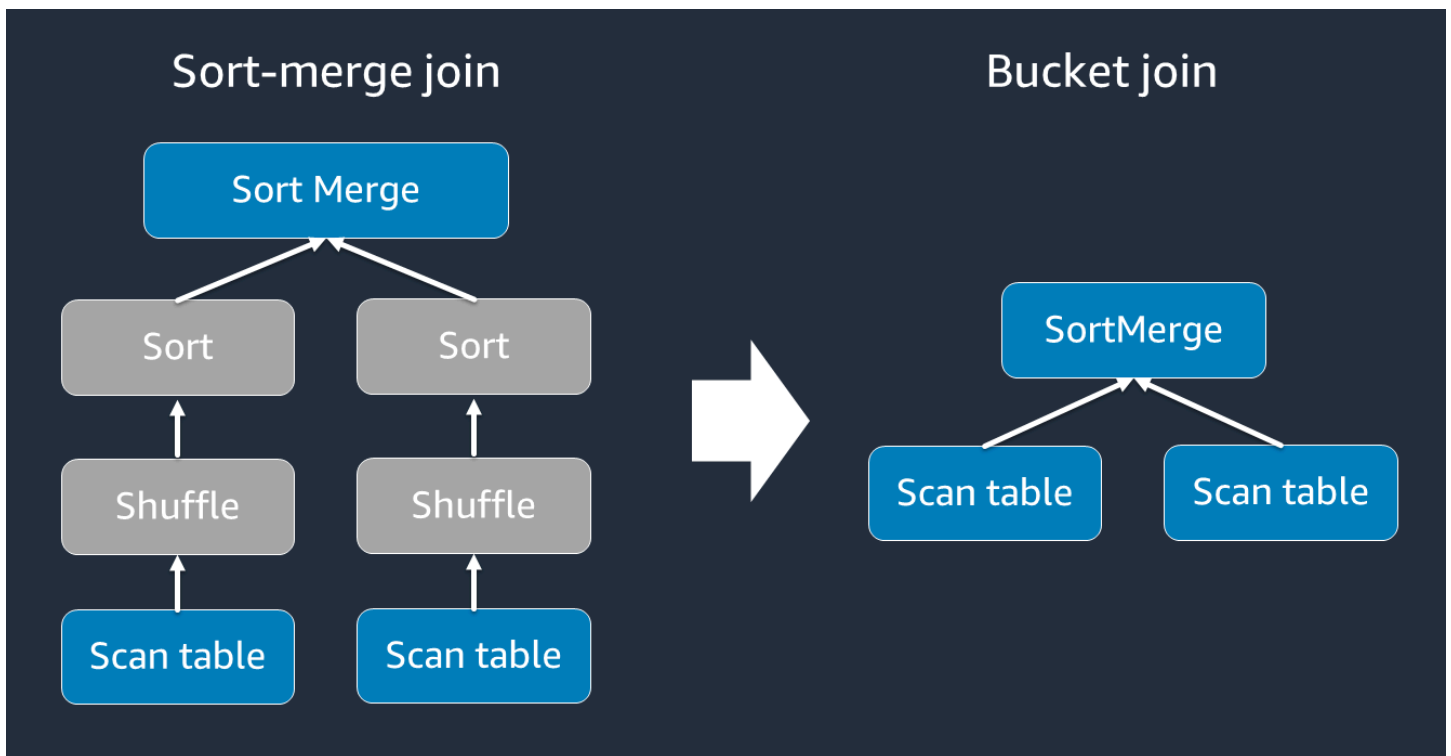 Sort-merge join
Bucket join
Sort Merge
Sort
Sort
SortMerge
Shuffle
Shuffle
Scan table
Scan table
Scan table
Scan table